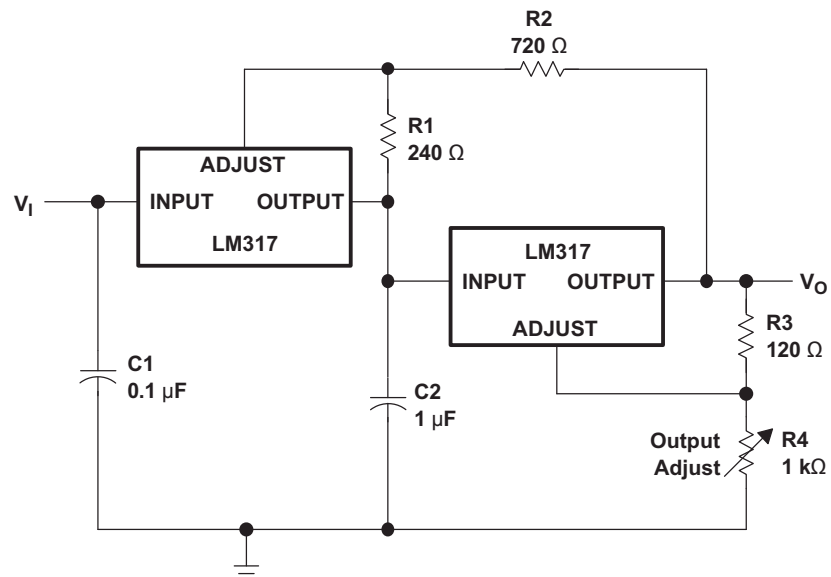 R2
720 Ω
R1
240 Ω
ADJUST
INPUT
OUTPUT
LM317
VI
LM317
INPUT
OUTPUT
ADJUST
VO
R3
120 Ω
C1
0.1 µF
C2
1 µF
Output
Adjust
R4
1 kΩ